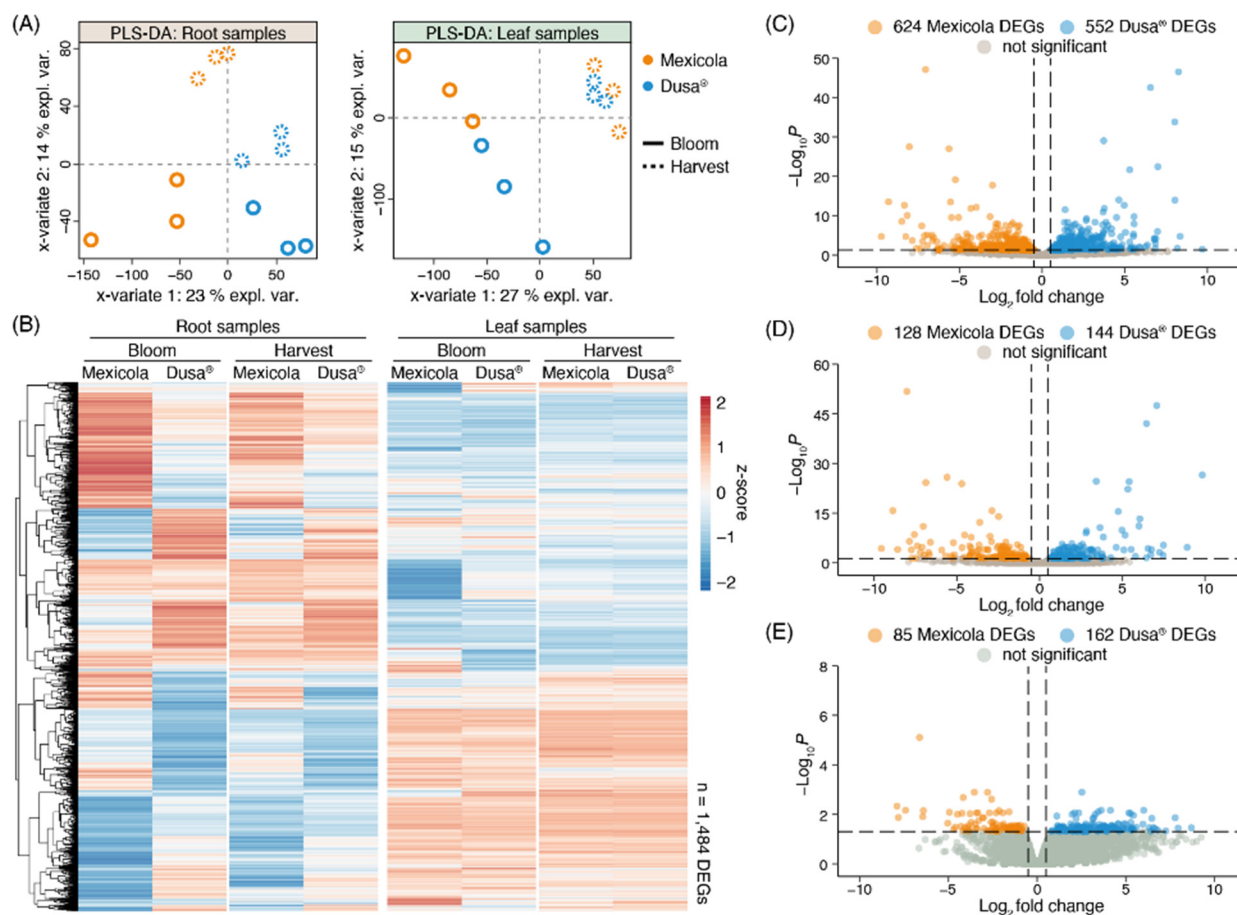 (A)
PLS-DA: Root samples
PLS-DA: Leaf samples
Mexicola
Dusa®
Bloom
Harvest
x-variate 2: 14 % expl. var.
80
40
0
−40
−150
−100
−50
0
50
x-variate 1: 23 % expl. var.
x-variate 2: 15 % expl. var.
0
−100
−100
−50
0
50
x-variate 1: 27 % expl. var.
(B)
Root samples
Leaf samples
Bloom
Harvest
Bloom
Harvest
Mexicola
Dusa®
Mexicola
Dusa®
Mexicola
Dusa®
Mexicola
Dusa®
2
1
0
−1
−2
z-score
n = 1,484 DEGs
(C)
624 Mexicola DEGs
552 Dusa® DEGs
not significant
−Log10P
50
40
30
20
10
0
−10
−5
0
5
10
Log2 fold change
(D)
128 Mexicola DEGs
144 Dusa® DEGs
not significant
−Log10P
60
45
30
15
0
−10
−5
0
5
10
Log2 fold change
(E)
85 Mexicola DEGs
162 Dusa® DEGs
not significant
−Log10P
8
6
4
2
0
−10
−5
0
5
10
Log2 fold change